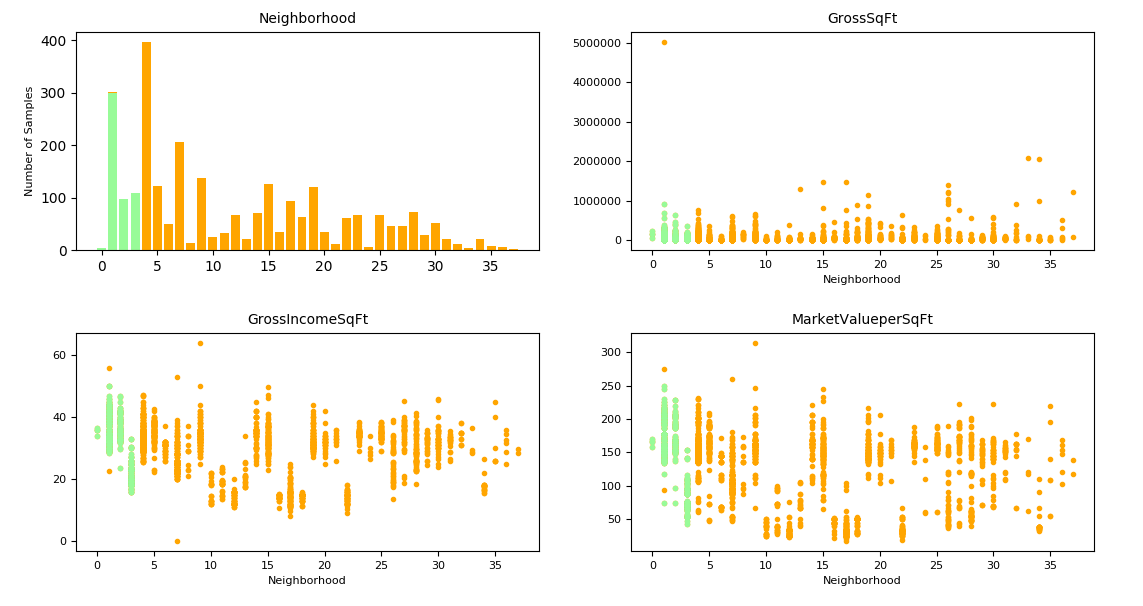 Neighborhood
400
300
200
100
0
Number of Samples
0 5 10 15 20 25 30 35
GrossSqFt
5000000
4000000
3000000
2000000
1000000
0
0 5 10 15 20 25 30 35
Neighborhood
GrossIncomeSqFt
60
40
20
0
0 5 10 15 20 25 30 35
Neighborhood
MarketValueperSqFt
300
250
200
150
100
50
0 5 10 15 20 25 30 35
Neighborhood